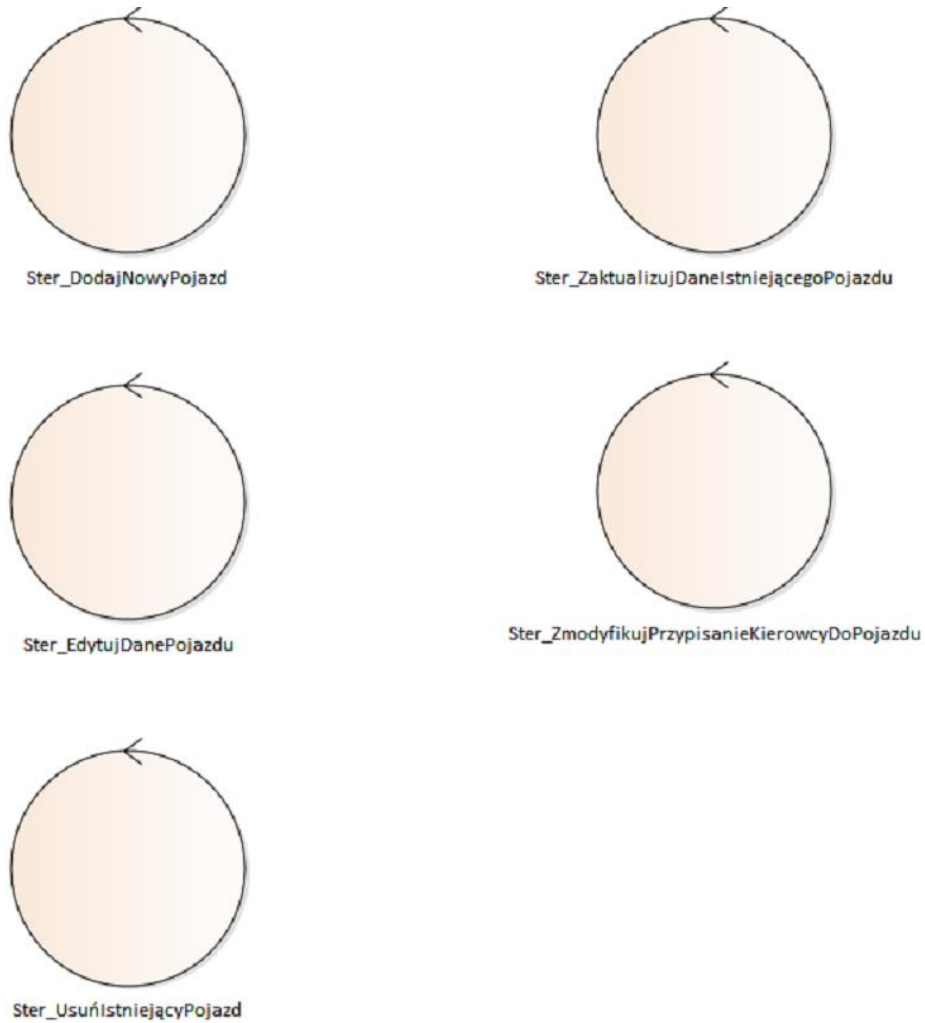 Ster_DodajNowyPojazd
Ster_ZaktualizujDaneIstniejącegoPojazdu
Ster_EdytujDanePojazdu
Ster_ZmodyfikujPrzypisanieKierowcyDoPojazdu
Ster_UsuńIstniejącyPojazd